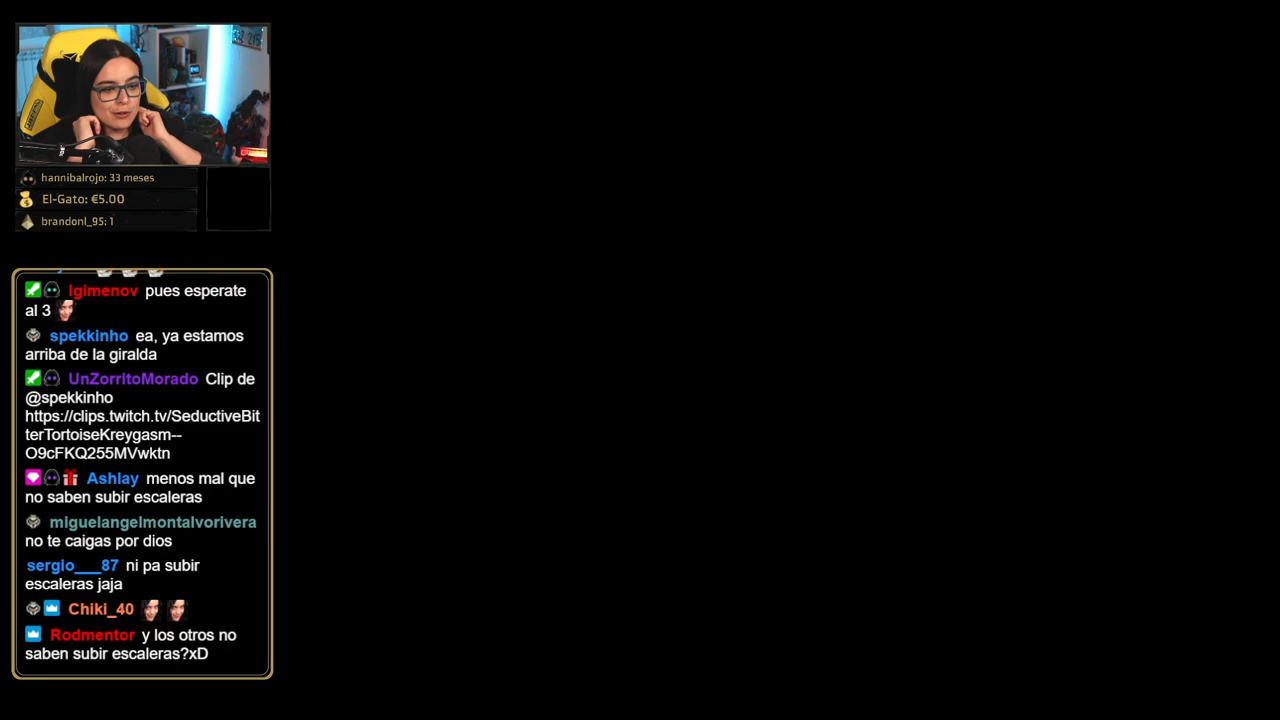 hannibalrojo: 33 meses
El-Gato: €5.00
brandonl_95: 1
Igimenov pues esperate
al 3
spekkinho ea, ya estamos
arriba de la giralda
UnZorritoMorado Clip de
@spekkinho
https://clips.twitch.tv/SeductiveBit
terTortoiseKreygasm--
O9cFKQ255MVwktn
Ashlay menos mal que
no saben subir escaleras
miguelangelmontalvorivera
no te caigas por dios
sergio___87 ni pa subir
escaleras jaja
Chiki_40
Rodmentor y los otros no
saben subir escaleras?xD